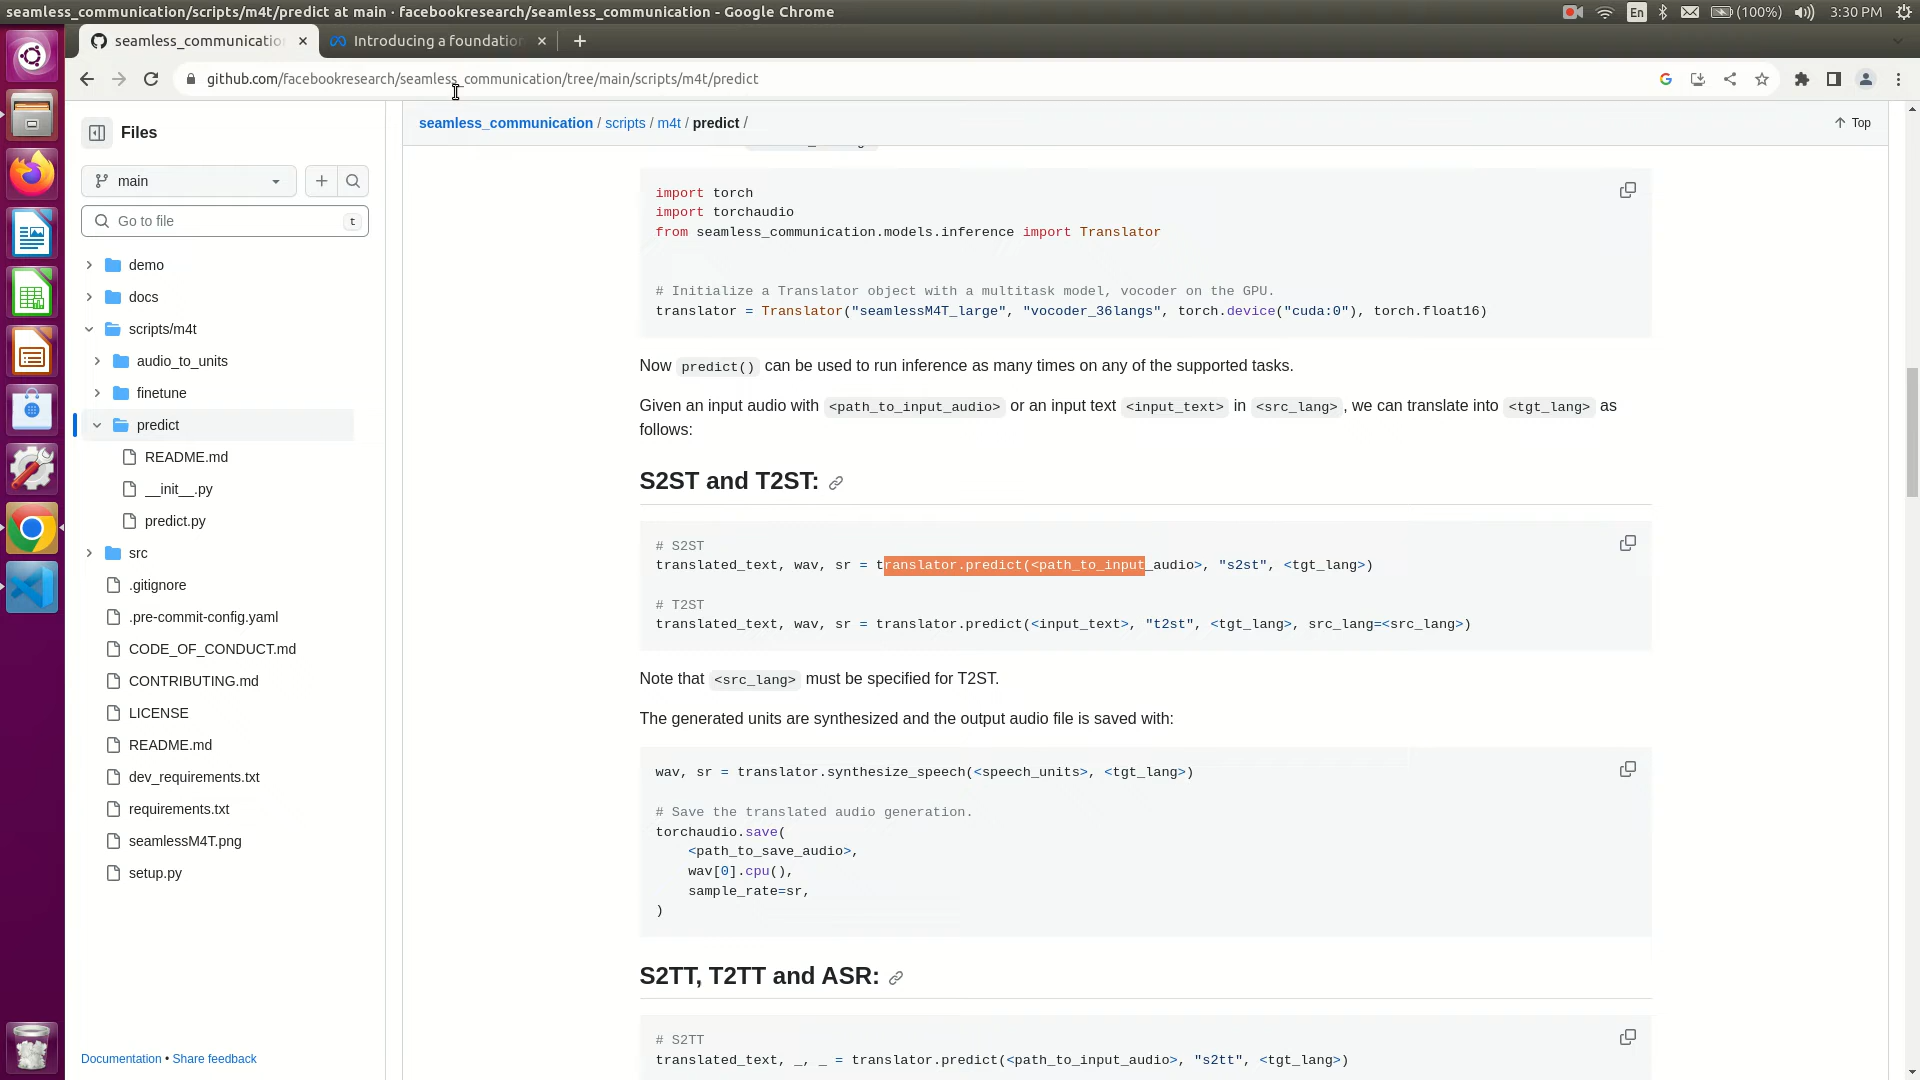 seamless_communication/scripts/m4t/predict at main · facebookresearch/seamless_communication - Google Chrome
En
(100%)
3:30 PM
seamless_communicatio
Introducing a foundation
github.com/facebookresearch/seamless_communication/tree/main/scripts/m4t/predict
Files
main
Go to file
t
demo
docs
scripts/m4t
audio_to_units
finetune
predict
README.md
__init__.py
predict.py
src
.gitignore
.pre-commit-config.yaml
CODE_OF_CONDUCT.md
CONTRIBUTING.md
LICENSE
README.md
dev_requirements.txt
requirements.txt
seamlessM4T.png
setup.py
Documentation • Share feedback
seamless_communication / scripts / m4t / predict /
Top
import torch
import torchaudio
from seamless_communication.models.inference import Translator
# Initialize a Translator object with a multitask model, vocoder on the GPU.
translator = Translator("seamlessM4T_large", "vocoder_36langs", torch.device("cuda:0"), torch.float16)
Now predict() can be used to run inference as many times on any of the supported tasks.
Given an input audio with <path_to_input_audio> or an input text <input_text> in <src_lang>, we can translate into <tgt_lang> as
follows:
S2ST and T2ST:
# S2ST
translated_text, wav, sr = translator.predict(<path_to_input_audio>, "s2st", <tgt_lang>)
# T2ST
translated_text, wav, sr = translator.predict(<input_text>, "t2st", <tgt_lang>, src_lang=<src_lang>)
Note that <src_lang> must be specified for T2ST.
The generated units are synthesized and the output audio file is saved with:
wav, sr = translator.synthesize_speech(<speech_units>, <tgt_lang>)
# Save the translated audio generation.
torchaudio.save(
<path_to_save_audio>,
wav[0].cpu(),
sample_rate=sr,
)
S2TT, T2TT and ASR:
# S2TT
translated_text, _, _ = translator.predict(<path_to_input_audio>, "s2tt", <tgt_lang>)